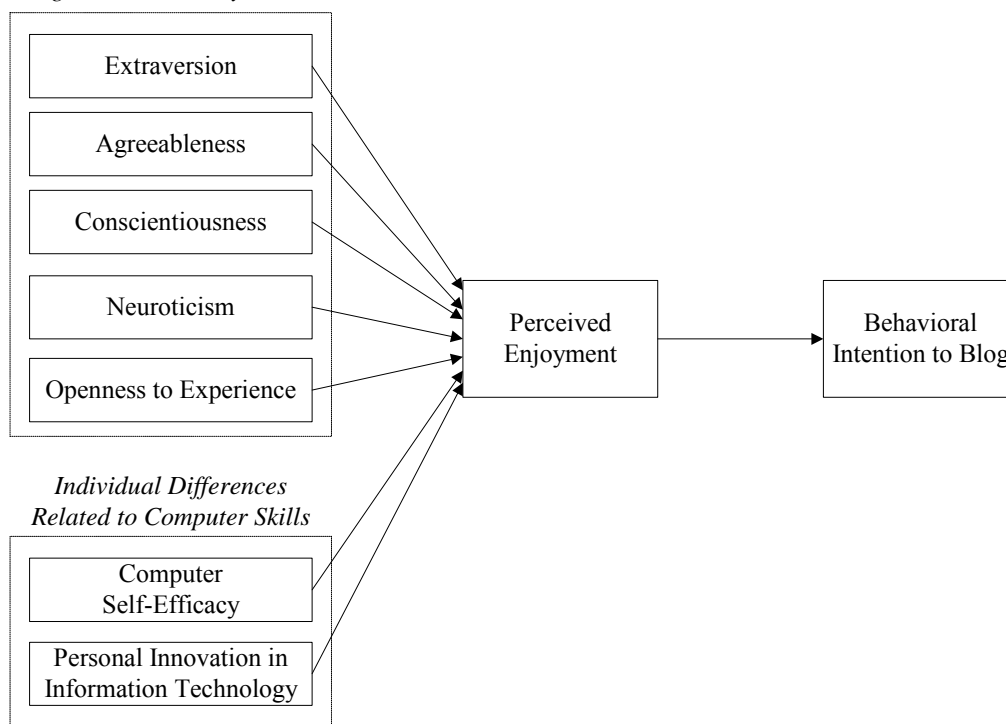 Extraversion
Agreeableness
Conscientiousness
Neuroticism
Openness to Experience
Perceived
Enjoyment
Behavioral
Intention to Blog
Individual Differences
Related to Computer Skills
Computer
Self-Efficacy
Personal Innovation in
Information Technology